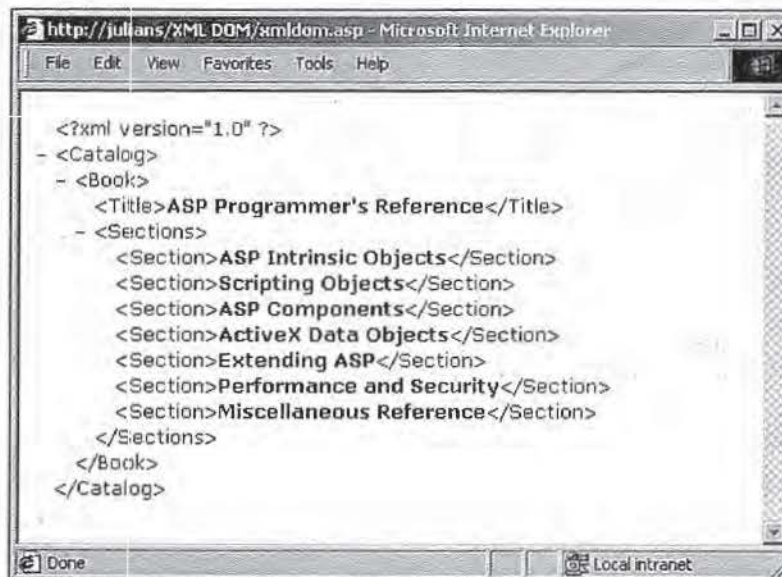 http://julians/XML DOM/xmldom.asp - Microsoft Internet Explorer
File Edit View Favorites Tools Help
<?xml version="1.0" ?>
- <Catalog>
- <Book>
<Title>ASP Programmer's Reference</Title>
- <Sections>
<Section>ASP Intrinsic Objects</Section>
<Section>Scripting Objects</Section>
<Section>ASP Components</Section>
<Section>ActiveX Data Objects</Section>
<Section>Extending ASP</Section>
<Section>Performance and Security</Section>
<Section>Miscellaneous Reference</Section>
</Sections>
</Book>
</Catalog>
Done Local intranet